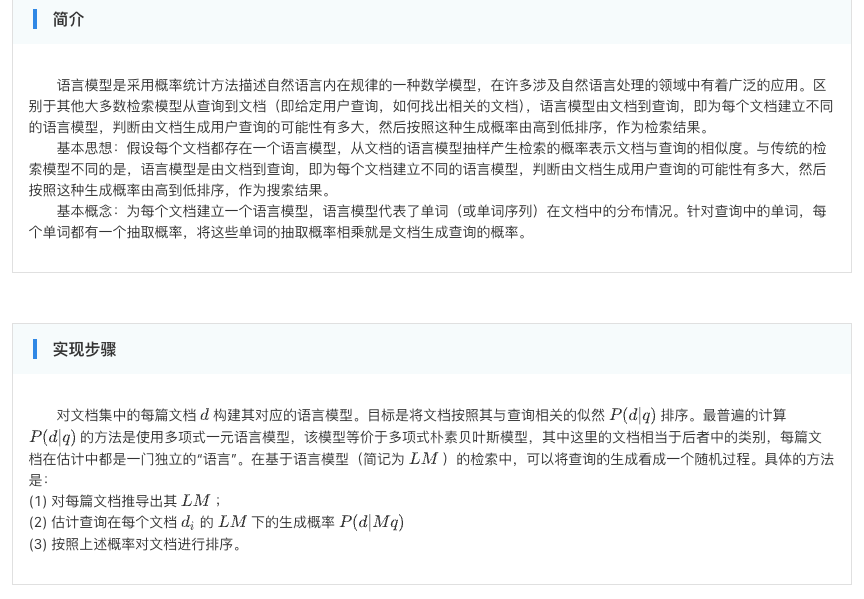 简介
语言模型是采用概率统计方法描述自然语言内在规律的一种数学模型，在许多涉及自然语言处理的领域中有着广泛的应用。区
别于其他大多数检索模型从查询到文档（即给定用户查询，如何找出相关的文档），语言模型由文档到查询，即为每个文档建立不同
的语言模型，判断由文档生成用户查询的可能性有多大，然后按照这种生成概率由高到低排序，作为检索结果。
基本思想：假设每个文档都存在一个语言模型，从文档的语言模型抽样产生检索的概率表示文档与查询的相似度。与传统的检
索模型不同的是，语言模型是由文档到查询，即为每个文档建立不同的语言模型，判断由文档生成用户查询的可能性有多大，然后
按照这种生成概率由高到低排序，作为搜索结果。
基本概念：为每个文档建立一个语言模型，语言模型代表了单词（或单词序列）在文档中的分布情况。针对查询中的单词，每
个单词都有一个抽取概率，将这些单词的抽取概率相乘就是文档生成查询的概率。
实现步骤
对文档集中的每篇文档 d 构建其对应的语言模型。目标是将文档按照其与查询相关的似然 P(d|q) 排序。最普遍的计算
P(d|q) 的方法是使用多项式一元语言模型，该模型等价于多项式朴素贝叶斯模型，其中这里的文档相当于后者中的类别，每篇文
档在估计中都是一门独立的“语言”。在基于语言模型（简记为 LM ）的检索中，可以将查询的生成看成一个随机过程。具体的方法
是：
(1) 对每篇文档推导出其 LM ；
(2) 估计查询在每个文档 d_i 的 LM 下的生成概率 P(d|Mq)
(3) 按照上述概率对文档进行排序。